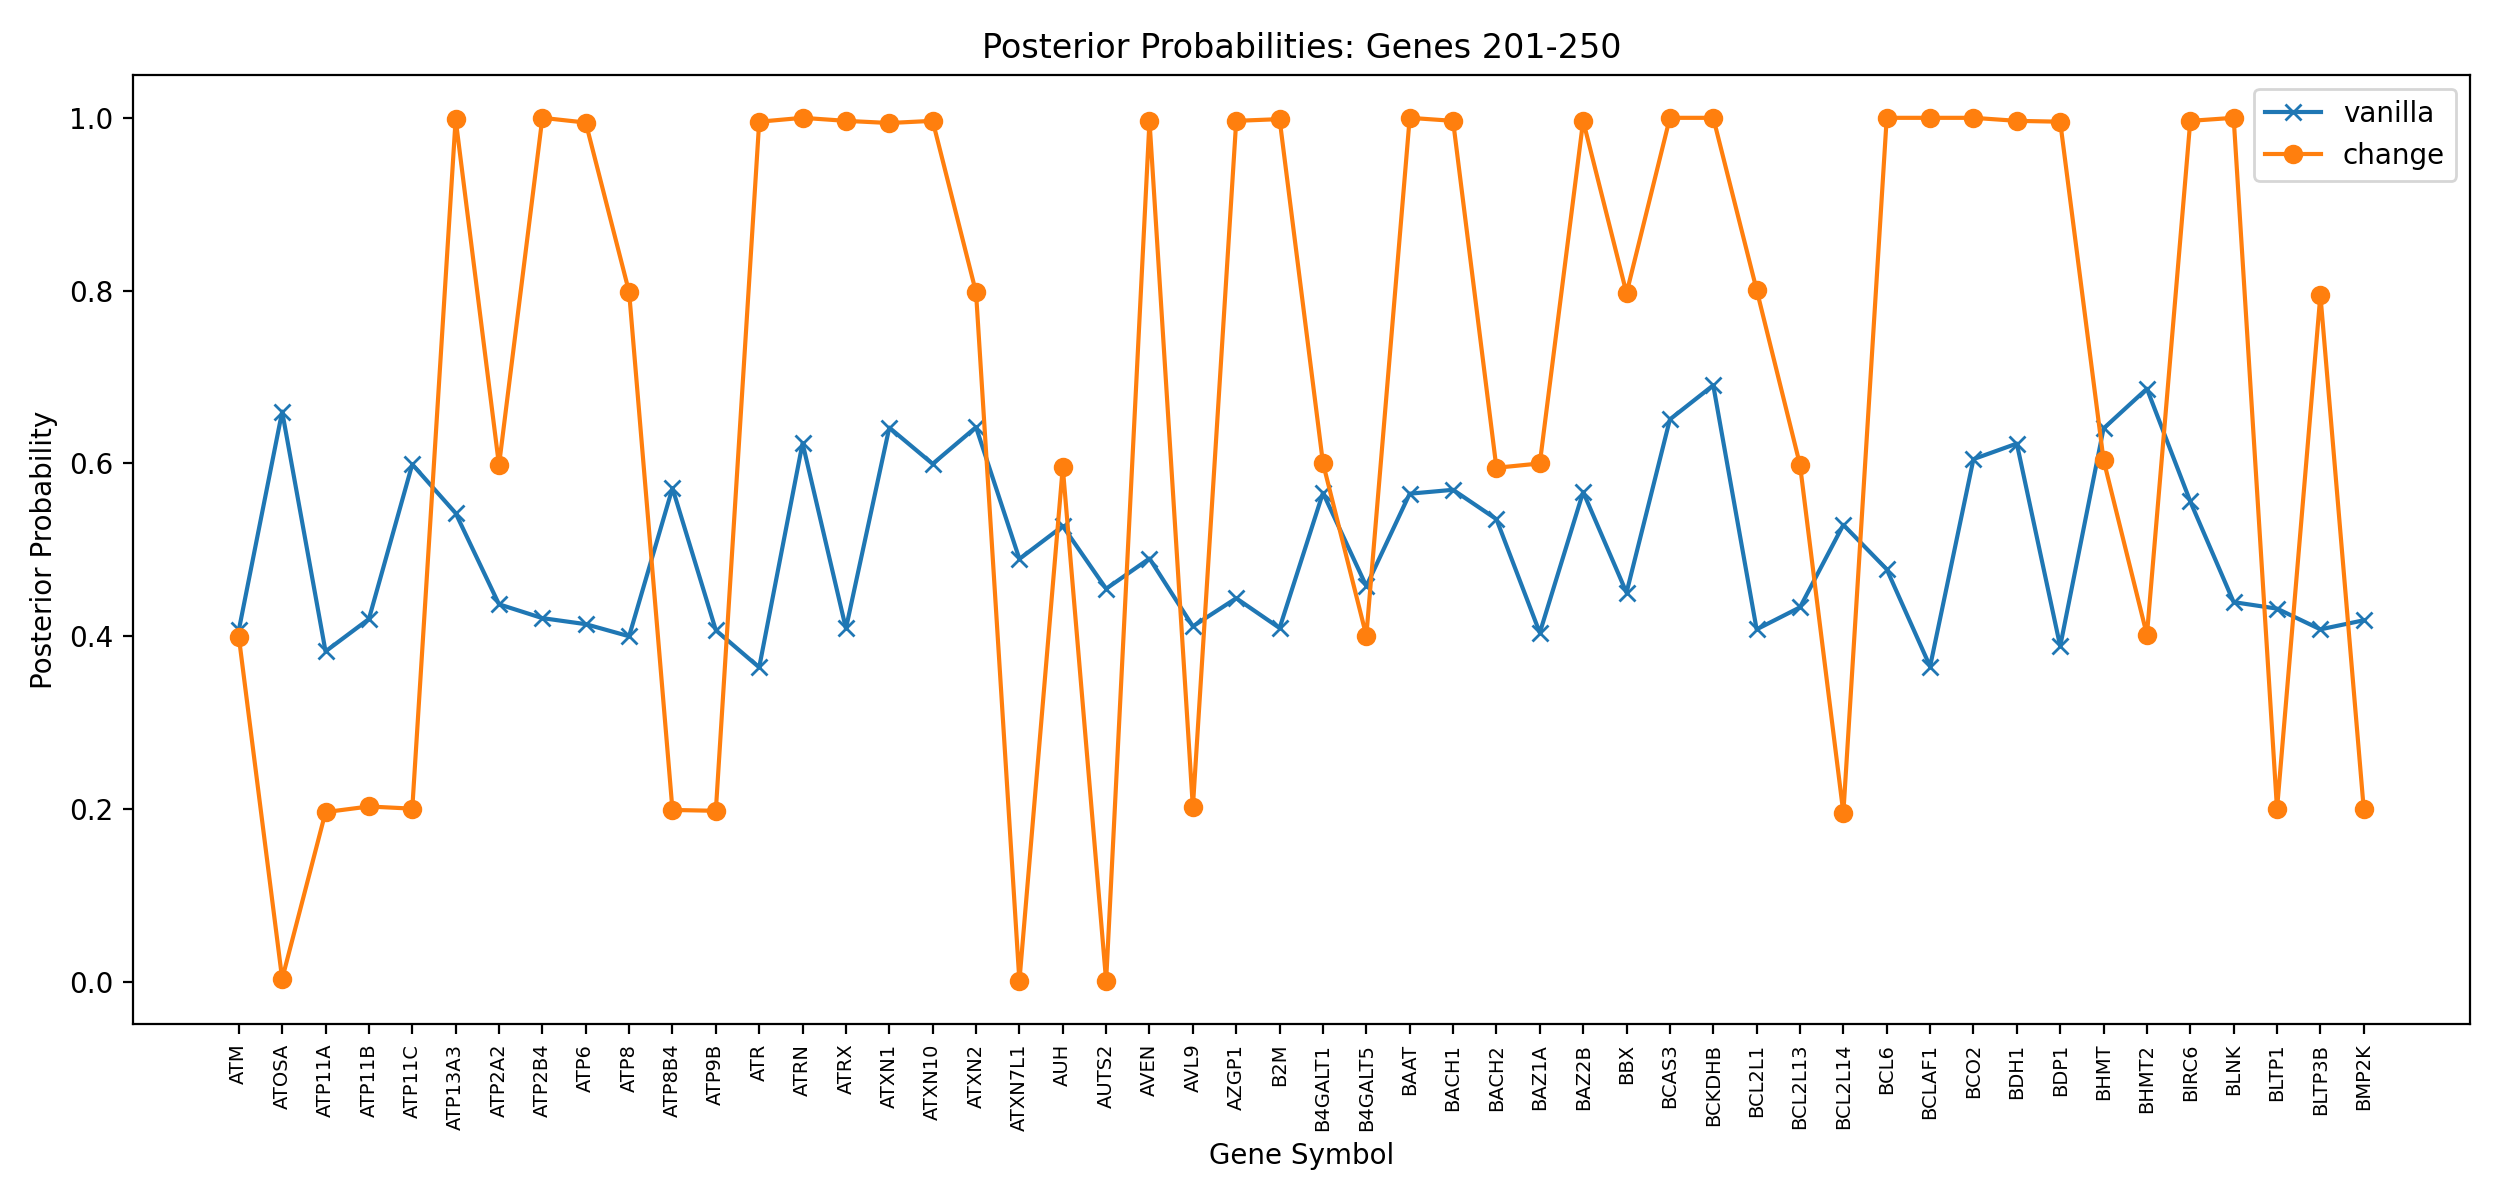 Posterior Probabilities: Genes 201-250
vanilla
change
Posterior Probability
1.0
0.8
0.6
0.4
0.2
0.0
ATM
ATOSA
ATP11A
ATP11B
ATP11C
ATP13A3
ATP2A2
ATP2B4
ATP6
ATP8
ATP8B4
ATP9B
ATR
ATRN
ATRX
ATXN1
ATXN10
ATXN2
ATXN7L1
AUH
AUTS2
AVEN
AVL9
AZGP1
B2M
B4GALT1
B4GALT5
BAAT
BACH1
BACH2
BAZ1A
BAZ2B
BBX
BCAS3
BCKDHB
BCL2L1
BCL2L13
BCL2L14
BCL6
BCLAF1
BCO2
BDH1
BDP1
BHMT
BHMT2
BIRC6
BLNK
BLTP1
BLTP3B
BMP2K
Gene Symbol